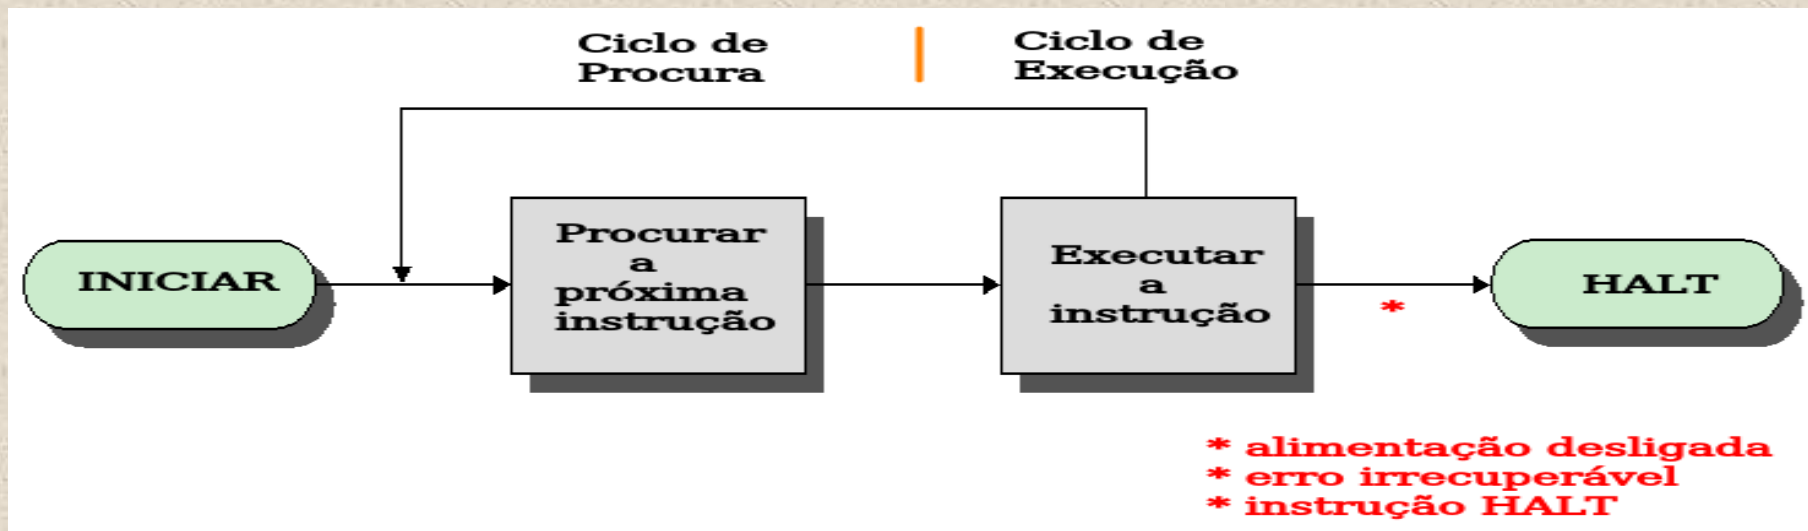 Ciclo de
Procura
Ciclo de
Execução
INICIAR
Procurar
a
próxima
instrução
Executar
a
instrução
*
HALT
* alimentação desligada
* erro irrecuperável
* instrução HALT